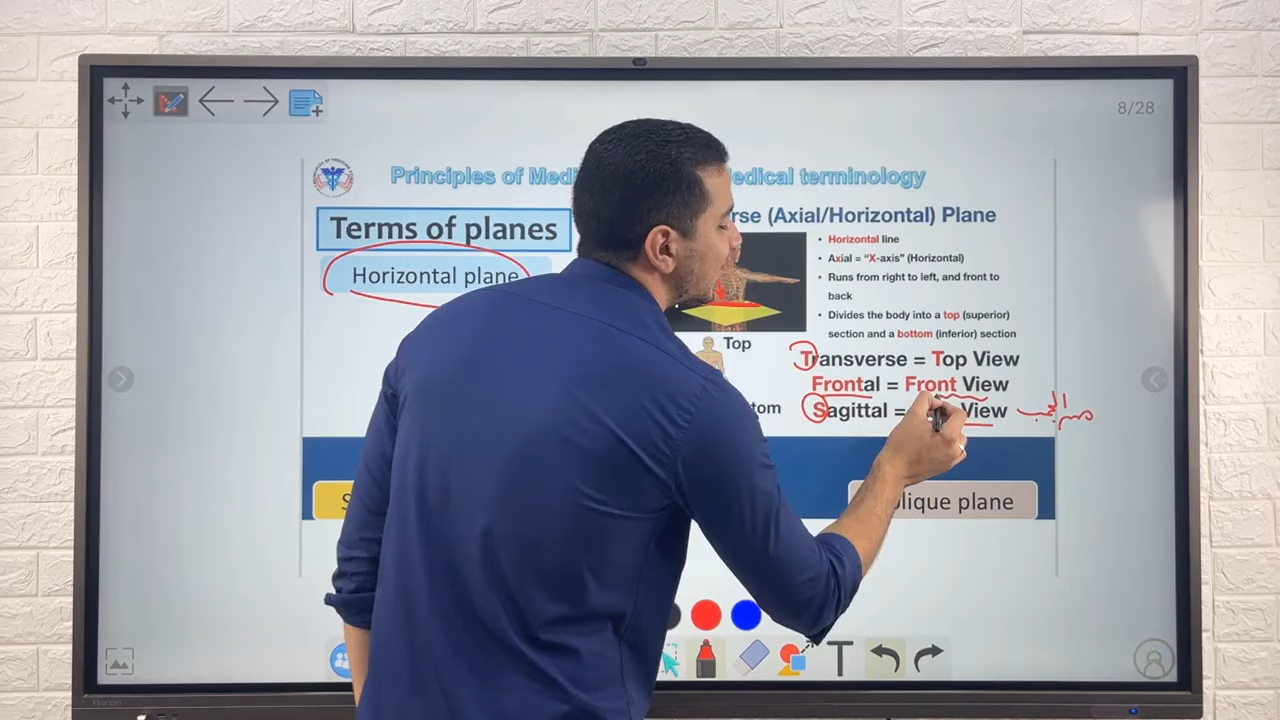 8/28
Principles of Medi edical terminology
Terms of planes
rse (Axial/Horizontal) Plane
Horizontal plane
• Horizontal line
• Axial = “X-axis” (Horizontal)
• Runs from right to left, and front to
back
• Divides the body into a top (superior)
section and a bottom (inferior) section
Top
tom
Transverse = Top View
Frontal = Front View
Sagittal = View
S
lique plane
T